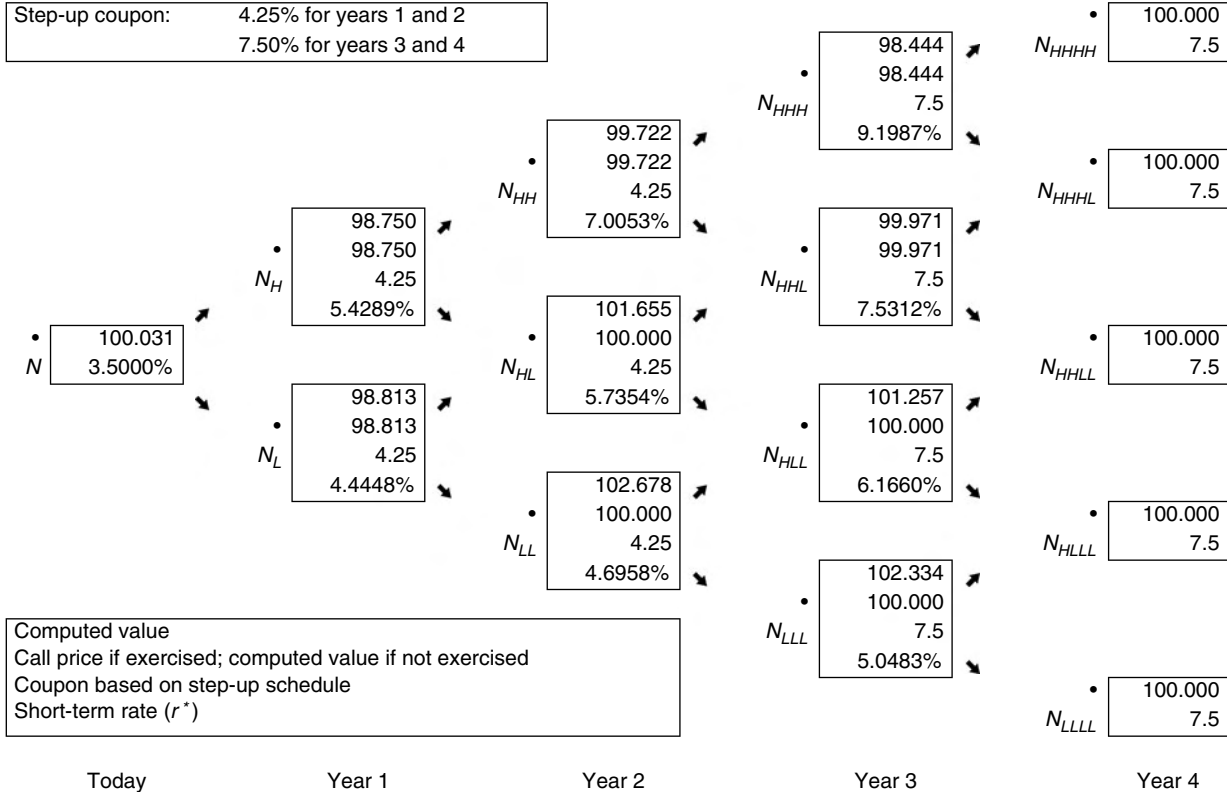 Step-up coupon: 4.25% for years 1 and 2
7.50% for years 3 and 4
• N
100.031
3.5000%
• N_H
98.750
98.750
4.25
5.4289%
• N_L
98.813
98.813
4.25
4.4448%
• N_HH
99.722
99.722
4.25
7.0053%
• N_HL
101.655
100.000
4.25
5.7354%
• N_LL
102.678
100.000
4.25
4.6958%
• N_HHH
98.444
98.444
7.5
9.1987%
• N_HHL
99.971
99.971
7.5
7.5312%
• N_HLL
101.257
100.000
7.5
6.1660%
• N_LLL
102.334
100.000
7.5
5.0483%
• N_HHHH
100.000
7.5
• N_HHHL
100.000
7.5
• N_HHLL
100.000
7.5
• N_HLLL
100.000
7.5
• N_LLLL
100.000
7.5
Computed value
Call price if exercised; computed value if not exercised
Coupon based on step-up schedule
Short-term rate (r*)
Today Year 1 Year 2 Year 3 Year 4